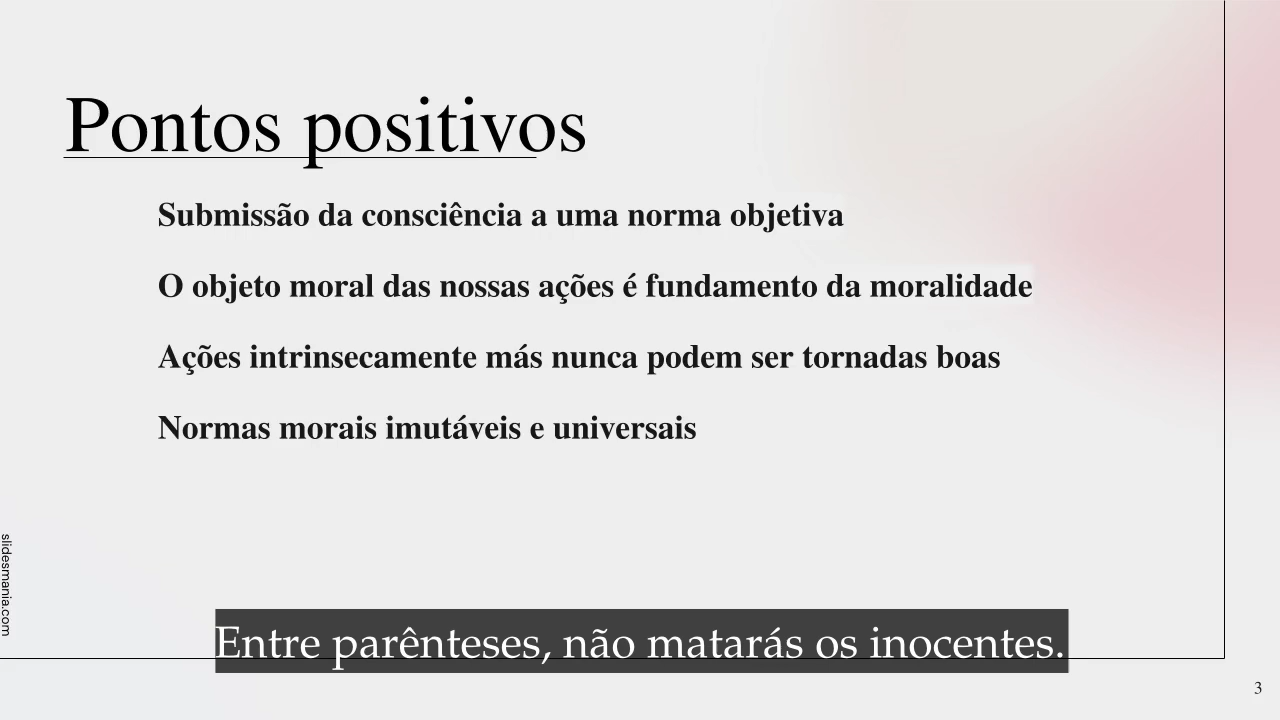 Pontos positivos
Submissão da consciência a uma norma objetiva
O objeto moral das nossas ações é fundamento da moralidade
Ações intrinsecamente más nunca podem ser tornadas boas
Normas morais imutáveis e universais
slidesmania.com
Entre parênteses, não matarás os inocentes.
3